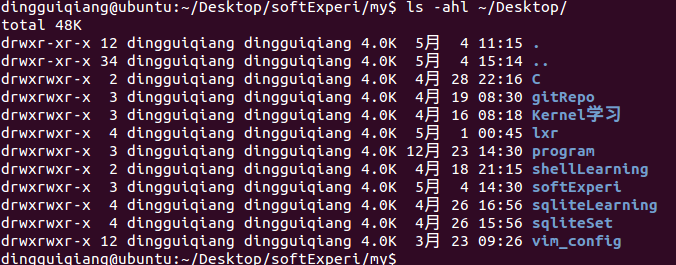 dingguiqiang@ubuntu:~/Desktop/softExperi/my$ ls -ahl ~/Desktop/
total 48K
drwxr-xr-x 12 dingguiqiang dingguiqiang 4.0K  5月  4 11:15 .
drwxr-xr-x 34 dingguiqiang dingguiqiang 4.0K  5月  4 15:14 ..
drwxrwxr-x  2 dingguiqiang dingguiqiang 4.0K  4月 28 22:16 C
drwxrwxr-x  3 dingguiqiang dingguiqiang 4.0K  4月 19 08:30 gitRepo
drwxrwxr-x  3 dingguiqiang dingguiqiang 4.0K  4月 16 08:18 Kernel学习
drwxrwxr-x  4 dingguiqiang dingguiqiang 4.0K  5月  1 00:45 lxr
drwxrwxr-x  3 dingguiqiang dingguiqiang 4.0K 12月 23 14:30 program
drwxrwxr-x  2 dingguiqiang dingguiqiang 4.0K  4月 18 21:15 shellLearning
drwxrwxr-x  3 dingguiqiang dingguiqiang 4.0K  5月  4 14:30 softExperi
drwxrwxr-x  4 dingguiqiang dingguiqiang 4.0K  4月 26 16:56 sqliteLearning
drwxrwxr-x  4 dingguiqiang dingguiqiang 4.0K  4月 26 15:56 sqliteSet
drwxrwxr-x 12 dingguiqiang dingguiqiang 4.0K  3月 23 09:26 vim_config
dingguiqiang@ubuntu:~/Desktop/softExperi/my$